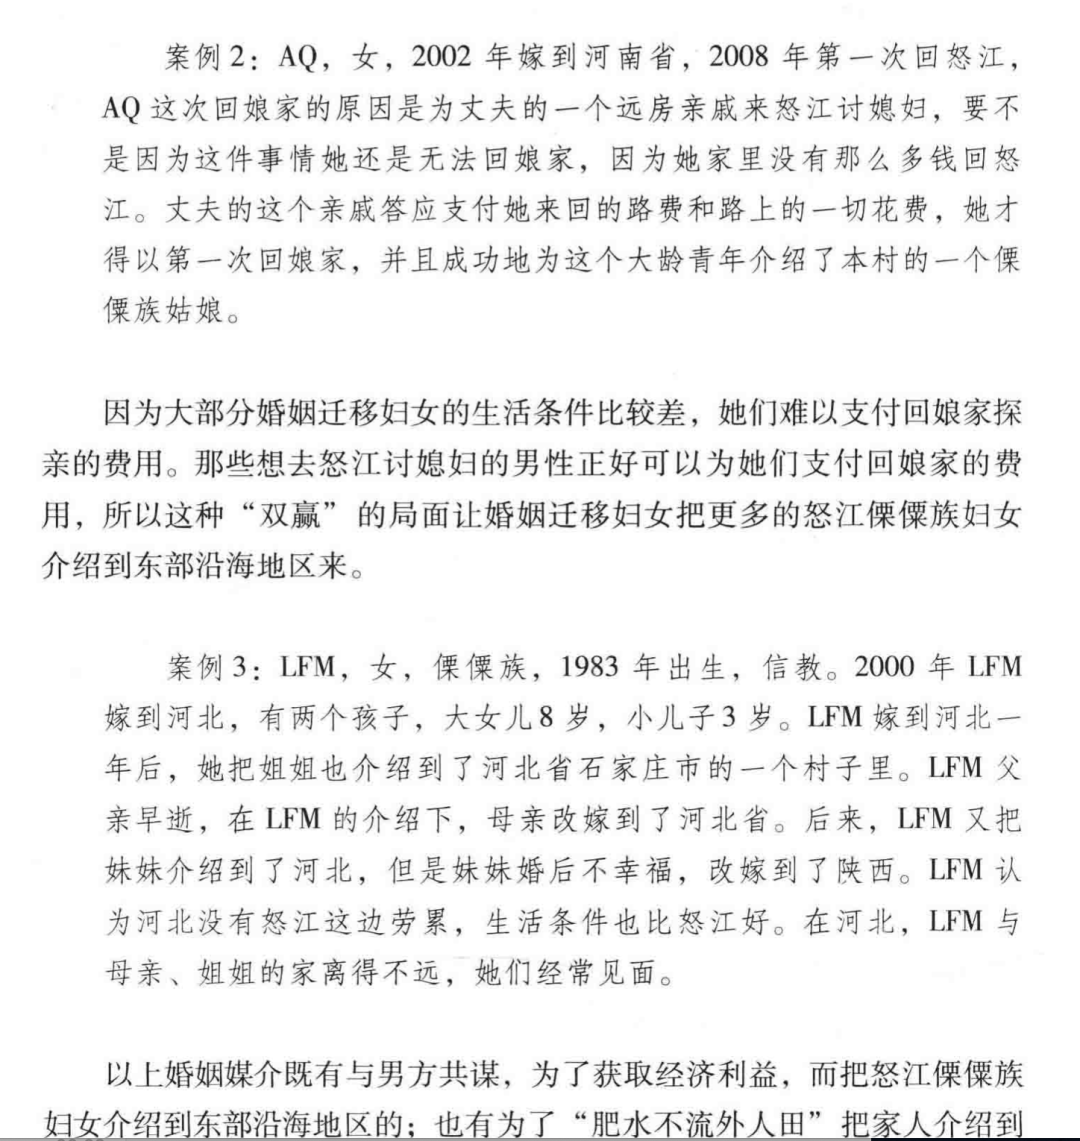 案例2：AQ，女，2002 年嫁到河南省，2008 年第一次回怒江，
AQ 这次回娘家的原因是为丈夫的一个远房亲戚来怒江讨媳妇，要不
是因为这件事情她还是无法回娘家，因为她家里没有那么多钱回怒
江。丈夫的这个亲戚答应支付她来回的路费和路上的一切花费，她才
得以第一次回娘家，并且成功地为这个大龄青年介绍了本村的一个傈
僳族姑娘。
因为大部分婚姻迁移妇女的生活条件比较差，她们难以支付回娘家探
亲的费用。那些想去怒江讨媳妇的男性正好可以为她们支付回娘家的费
用，所以这种“双赢”的局面让婚姻迁移妇女把更多的怒江傈僳族妇女
介绍到东部沿海地区来。
案例3：LFM，女，傈僳族，1983 年出生，信教。2000 年 LFM
嫁到河北，有两个孩子，大女儿8 岁，小儿子3 岁。LFM 嫁到河北一
年后，她把姐姐也介绍到了河北省石家庄市的一个村子里。LFM 父
亲早逝，在 LFM 的介绍下，母亲改嫁到了河北省。后来，LFM 又把
妹妹介绍到了河北，但是妹妹婚后不幸福，改嫁到了陕西。LFM 认
为河北没有怒江这边劳累，生活条件也比怒江好。在河北，LFM 与
母亲、姐姐的家离得不远，她们经常见面。
以上婚姻媒介既有与男方共谋，为了获取经济利益，而把怒江傈僳族
妇女介绍到东部沿海地区的；也有为了“肥水不流外人田”把家人介绍到